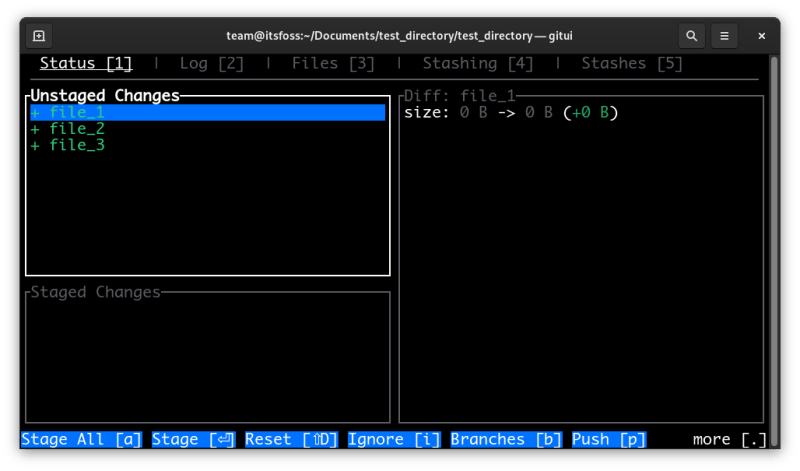 team@itsfoss:~/Documents/test_directory/test_directory — gitui
Status [1] | Log [2] | Files [3] | Stashing [4] | Stashes [5]
Unstaged Changes
+ file_1
+ file_2
+ file_3
Staged Changes
Diff: file_1
size: 0 B -> 0 B (+0 B)
Stage All [a] Stage [⏎] Reset [⇧D] Ignore [i] Branches [b] Push [p] more [.]